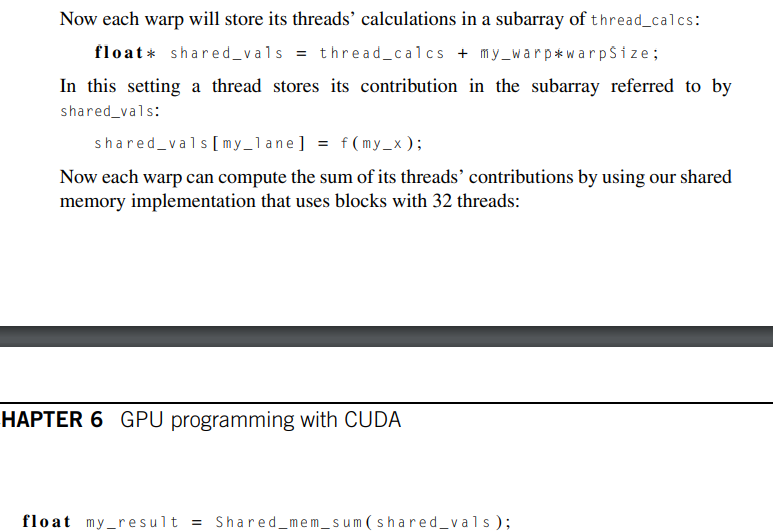 Now each warp will store its threads’ calculations in a subarray of thread_calcs:
float* shared_vals = thread_calcs + my_warp*warpSize;
In this setting a thread stores its contribution in the subarray referred to by
shared_vals:
shared_vals[my_lane] = f(my_x);
Now each warp can compute the sum of its threads’ contributions by using our shared
memory implementation that uses blocks with 32 threads:
HAPTER 6 GPU programming with CUDA
float my_result = Shared_mem_sum(shared_vals);